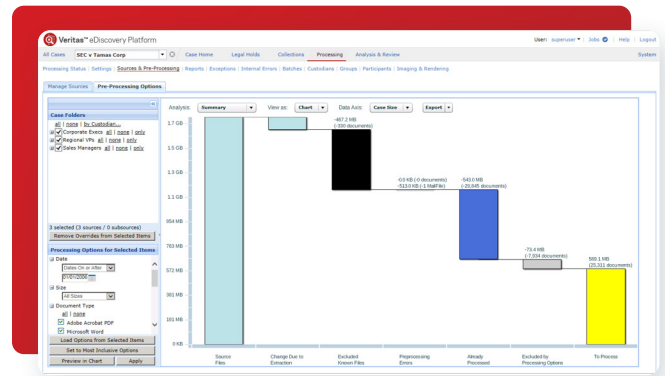 Veritas™ eDiscovery Platform
User: superuser | Jobs | Help | Logout
All Cases SEC v Tamas Corp Case Home Legal Holds Collections Processing Analysis & Review System
Processing Status | Settings | Sources & Pre-Processing | Reports | Exceptions | Internal Errors | Batches | Custodians | Groups | Participants | Imaging & Rendering
Manage Sources Pre-Processing Options
Analysis: Summary View as: Chart Data Axis: Case Size Export
Case Folders
all | none | by Custodian...
Corporate Execs all | none | only
Regional VPs all | none | only
Sales Managers all | none | only
3 selected (3 sources / 0 subsources)
Remove Overrides from Selected Items
Processing Options for Selected Items
Date
Dates On or After
Size
All Sizes
Document Type
all | none
Adobe Acrobat PDF
Microsoft Word
Load Options from Selected Items
Set to Most Inclusive Options
Preview in Chart Apply
1.7 GB
1.5 GB
1.3 GB
1.1 GB
954 MB
763 MB
572 MB
381 MB
191 MB
0 KB
-487.2 MB
(-350 documents)
-0.0 KB (-0 documents)
-513.0 KB (-1 MailFile)
-543.0 MB
(-20,845 documents)
-73.4 MB
(-7,934 documents)
(25,311 documents)
Source Files
Change Due to Extraction
Excluded Known Files
Preprocessing Errors
Already Processed
Excluded by Processing Options
To Process